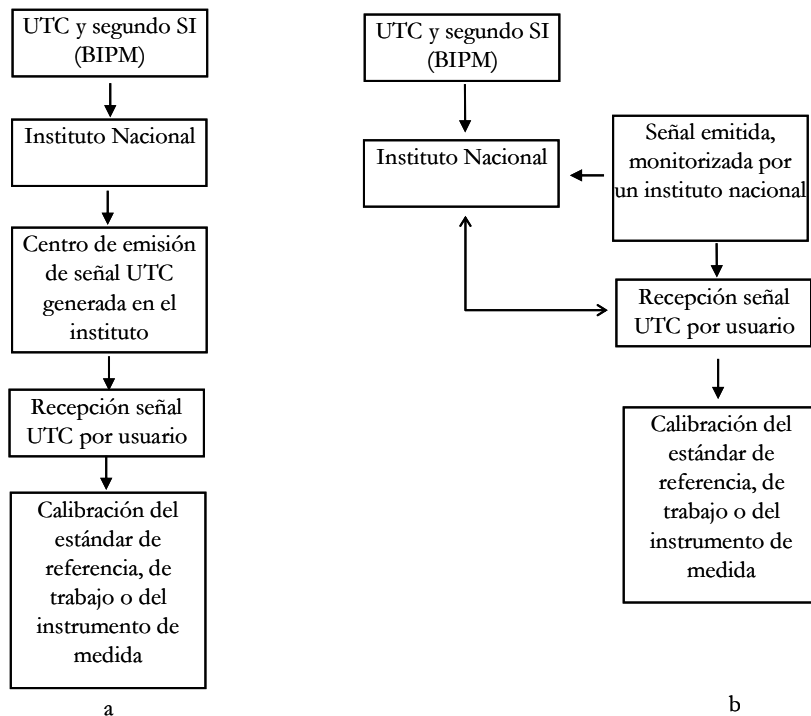 UTC y segundo SI
(BIPM)
Instituto Nacional
Centro de emisión
de señal UTC
generada en el
instituto
Recepción señal
UTC por usuario
Calibración del
estándar de
referencia, de
trabajo o del
instrumento de
medida
a
UTC y segundo SI
(BIPM)
Instituto Nacional
Señal emitida,
monitorizada por
un instituto nacional
Recepción señal
UTC por usuario
Calibración del
estándar de
referencia, de
trabajo o del
instrumento de
medida
b